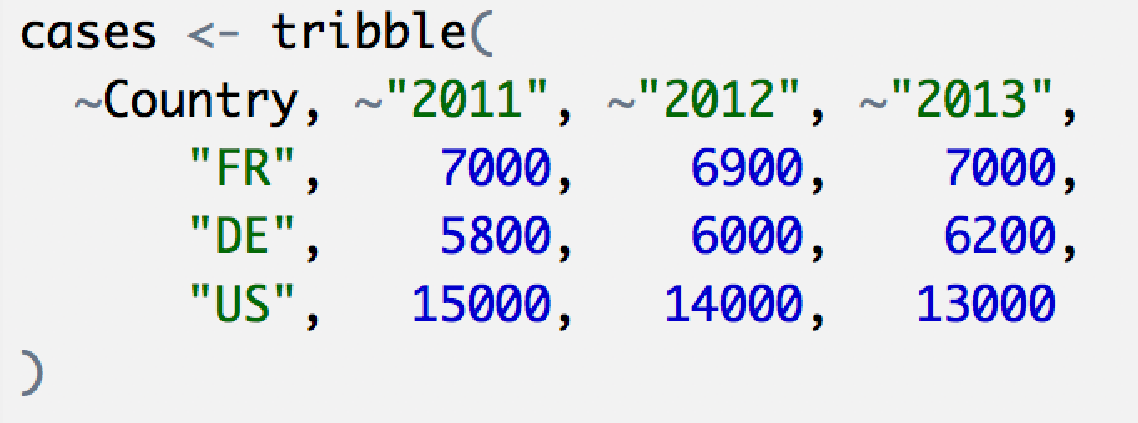 cases <- tribble(
  ~Country, ~"2011", ~"2012", ~"2013",
      "FR",    7000,    6900,    7000,
      "DE",    5800,    6000,    6200,
      "US",   15000,   14000,   13000
)